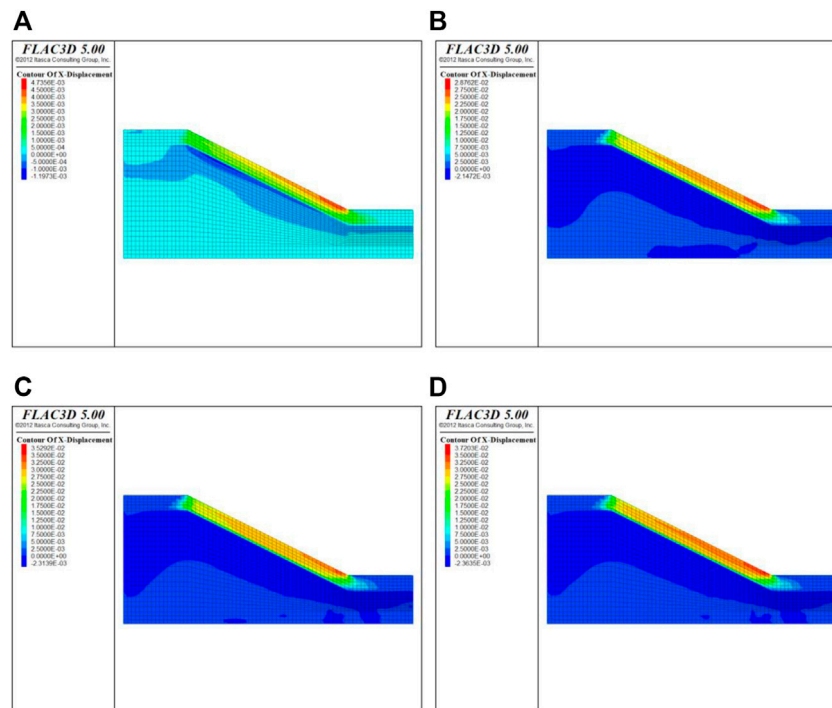 A
FLAC3D 5.00
©2012 Itasca Consulting Group, Inc.
Contour Of X-Displacement
4.7356E-03
4.5000E-03
4.0000E-03
3.5000E-03
3.0000E-03
2.5000E-03
2.0000E-03
1.5000E-03
1.0000E-03
5.0000E-04
0.0000E+00
-5.0000E-04
-1.0000E-03
-1.1973E-03
B
FLAC3D 5.00
©2012 Itasca Consulting Group, Inc.
Contour Of X-Displacement
2.8762E-02
2.7500E-02
2.5000E-02
2.2500E-02
2.0000E-02
1.7500E-02
1.5000E-02
1.2500E-02
1.0000E-02
7.5000E-03
5.0000E-03
2.5000E-03
0.0000E+00
-2.1472E-03
C
FLAC3D 5.00
©2012 Itasca Consulting Group, Inc.
Contour Of X-Displacement
3.5292E-02
3.5000E-02
3.2500E-02
3.0000E-02
2.7500E-02
2.5000E-02
2.2500E-02
2.0000E-02
1.7500E-02
1.5000E-02
1.2500E-02
1.0000E-02
7.5000E-03
5.0000E-03
2.5000E-03
0.0000E+00
-2.3139E-03
D
FLAC3D 5.00
©2012 Itasca Consulting Group, Inc.
Contour Of X-Displacement
3.7203E-02
3.5000E-02
3.2500E-02
3.0000E-02
2.7500E-02
2.5000E-02
2.2500E-02
2.0000E-02
1.7500E-02
1.5000E-02
1.2500E-02
1.0000E-02
7.5000E-03
5.0000E-03
2.5000E-03
0.0000E+00
-2.3635E-03